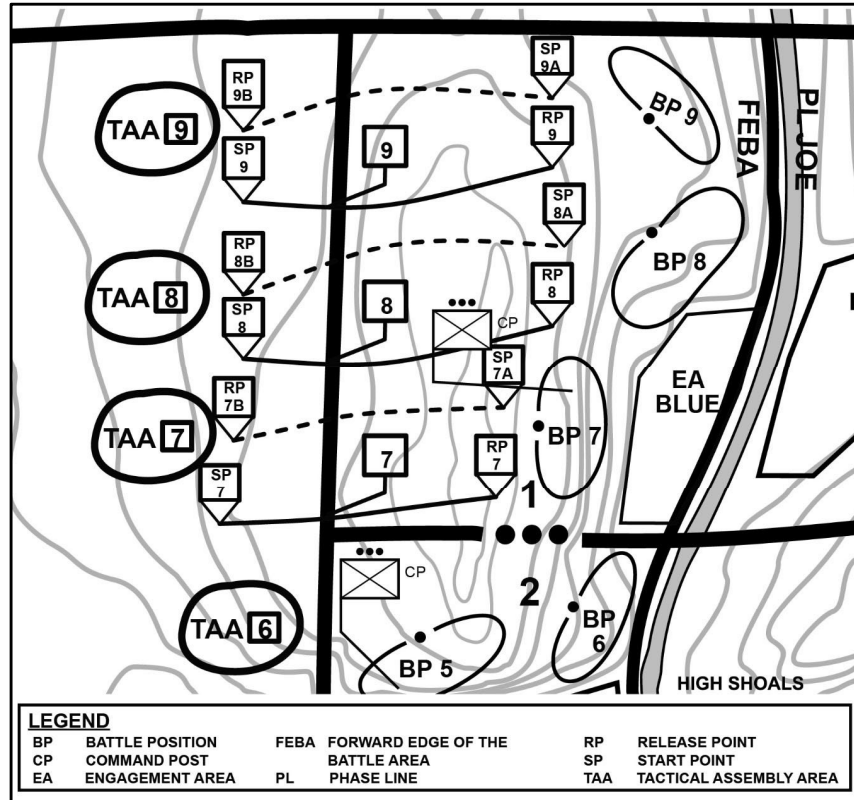 SP
9A
RP
9B
TAA 9
SP
9
9
RP
9
BP 9
FEBA
PL JOE
SP
8A
RP
8B
TAA 8
SP
8
8
RP
8
CP
BP 8
SP
7A
RP
7B
TAA 7
SP
7
7
RP
7
BP 7
EA
BLUE
1
2
CP
TAA 6
BP 5
BP
6
HIGH SHOALS
LEGEND
BP BATTLE POSITION FEBA FORWARD EDGE OF THE RP RELEASE POINT
CP COMMAND POST BATTLE AREA SP START POINT
EA ENGAGEMENT AREA PL PHASE LINE TAA TACTICAL ASSEMBLY AREA